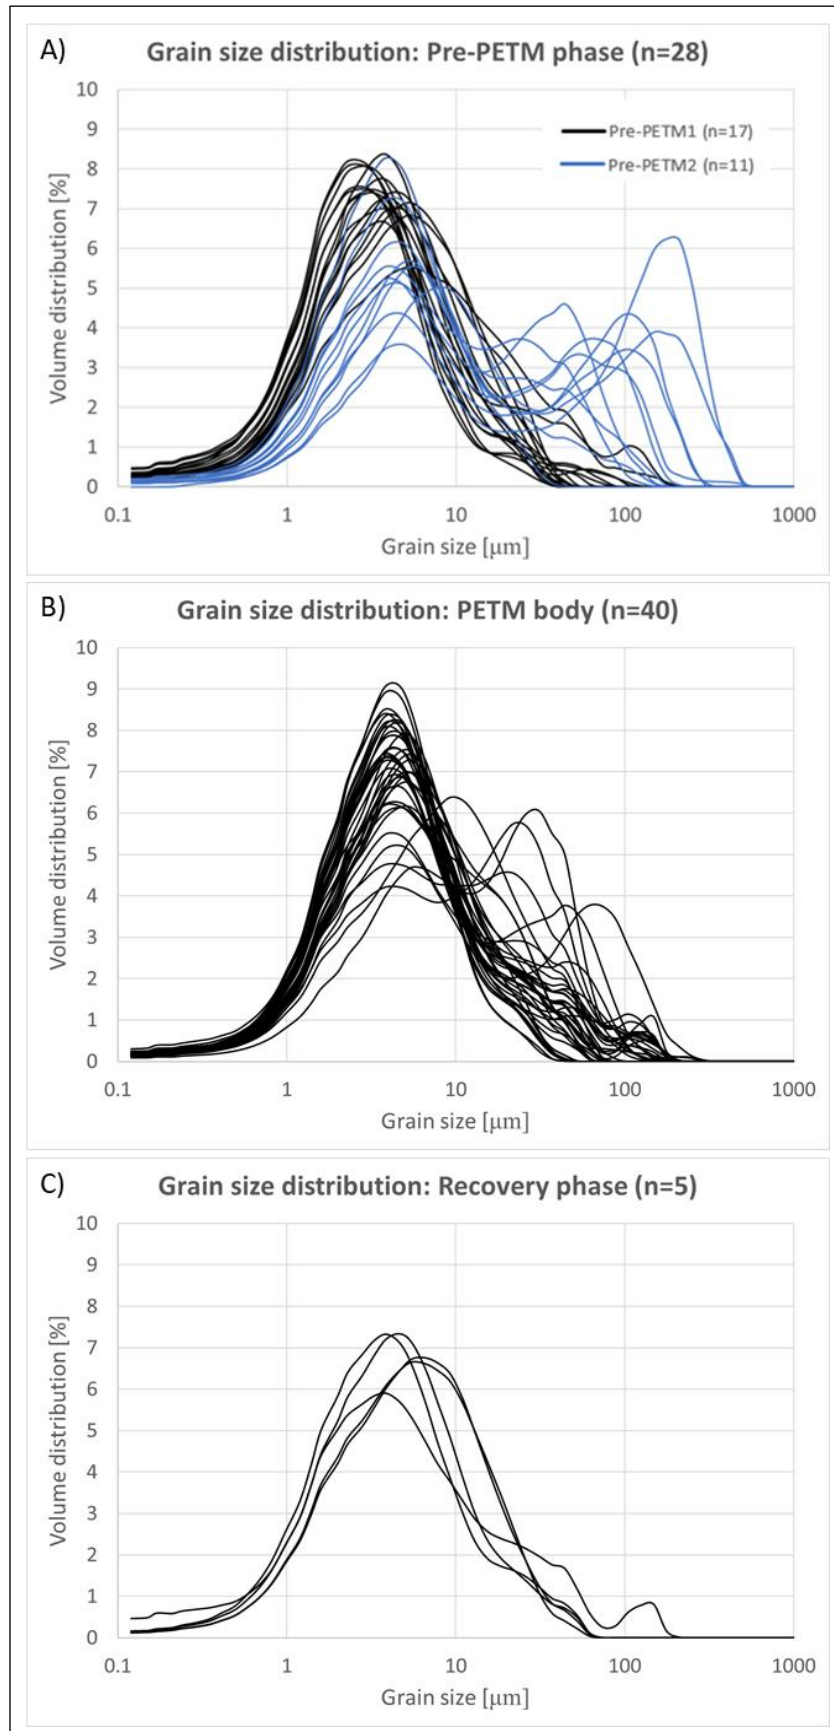 A)
Grain size distribution: Pre-PETM phase (n=28)
10
9
8
7
6
5
4
3
2
1
0
Volume distribution [%]
Pre-PETM1 (n=17)
Pre-PETM2 (n=11)
0.1 1 10 100 1000
Grain size [μm]
B)
Grain size distribution: PETM body (n=40)
10
9
8
7
6
5
4
3
2
1
0
Volume distribution [%]
0.1 1 10 100 1000
Grain size [μm]
C)
Grain size distribution: Recovery phase (n=5)
10
9
8
7
6
5
4
3
2
1
0
Volume distribution [%]
0.1 1 10 100 1000
Grain size [μm]